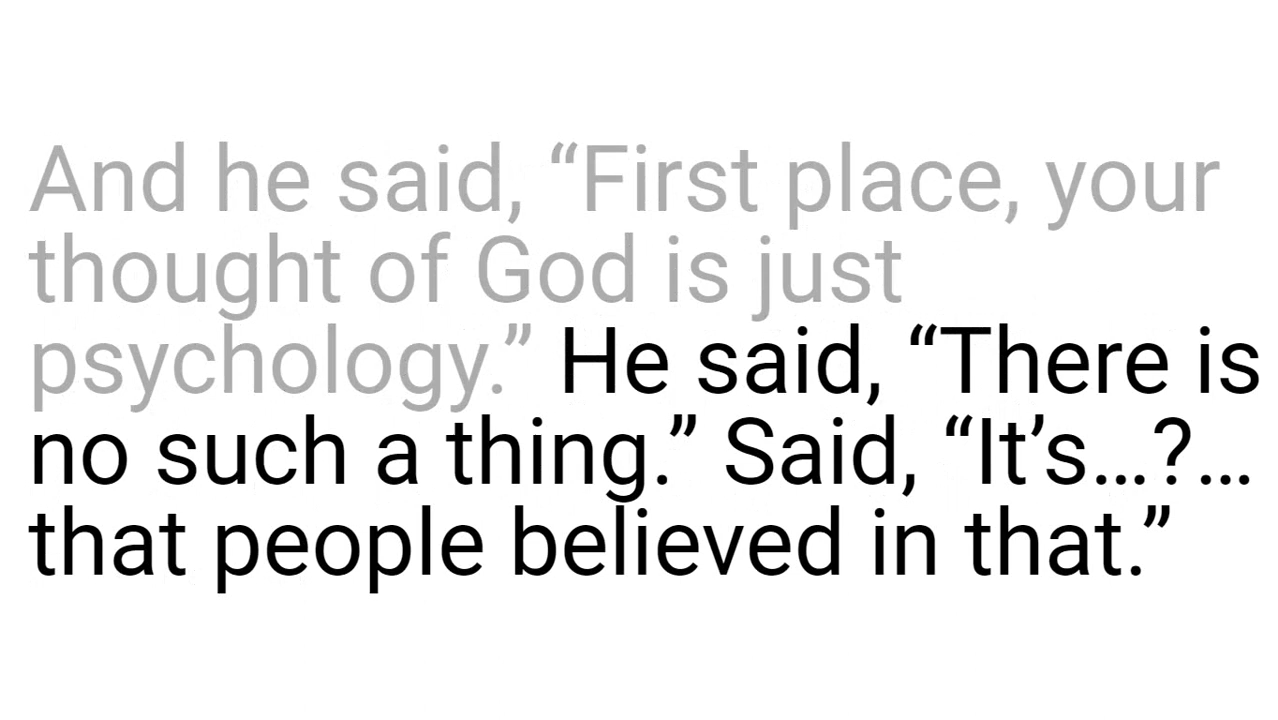 And he said, “First place, your
thought of God is just
psychology.” He said, “There is
no such a thing.” Said, “It’s...?...
that people believed in that.”